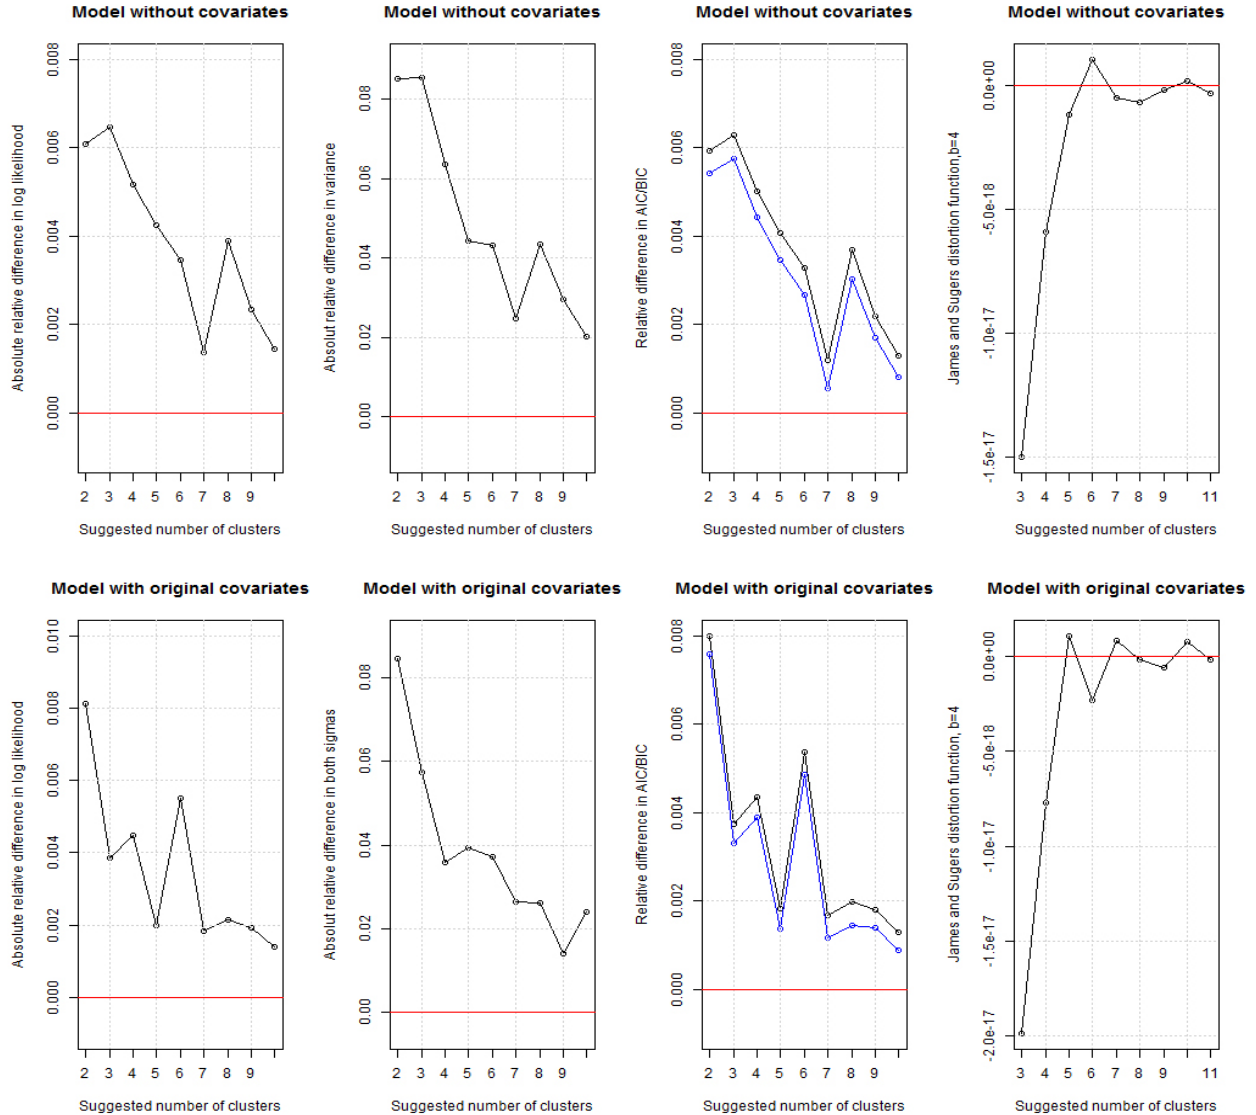 Model without covariates
Absolute relative difference in log likelihood
0.000 0.002 0.004 0.006 0.008
2 3 4 5 6 7 8 9
Suggested number of clusters
Model without covariates
Absolut relative difference in variance
0.00 0.02 0.04 0.06 0.08
2 3 4 5 6 7 8 9
Suggested number of clusters
Model without covariates
Relative difference in AIC/BIC
0.000 0.002 0.004 0.006 0.008
2 3 4 5 6 7 8 9
Suggested number of clusters
Model without covariates
James and Sugers distortion function,b=4
-1.5e-17 -1.0e-17 -5.0e-18 0.0e+00
3 4 5 6 7 8 9 11
Suggested number of clusters
Model with original covariates
Absolute relative difference in log likelihood
0.000 0.002 0.004 0.006 0.008 0.010
2 3 4 5 6 7 8 9
Suggested number of clusters
Model with original covariates
Absolut relative difference in both sigmas
0.00 0.02 0.04 0.06 0.08
2 3 4 5 6 7 8 9
Suggested number of clusters
Model with original covariates
Relative difference in AIC/BIC
0.000 0.002 0.004 0.006 0.008
2 3 4 5 6 7 8 9
Suggested number of clusters
Model with original covariates
James and Sugers distortion function, b=4
-2.0e-17 -1.5e-17 -1.0e-17 -5.0e-18 0.0e+00
3 4 5 6 7 8 9 11
Suggested number of clusters